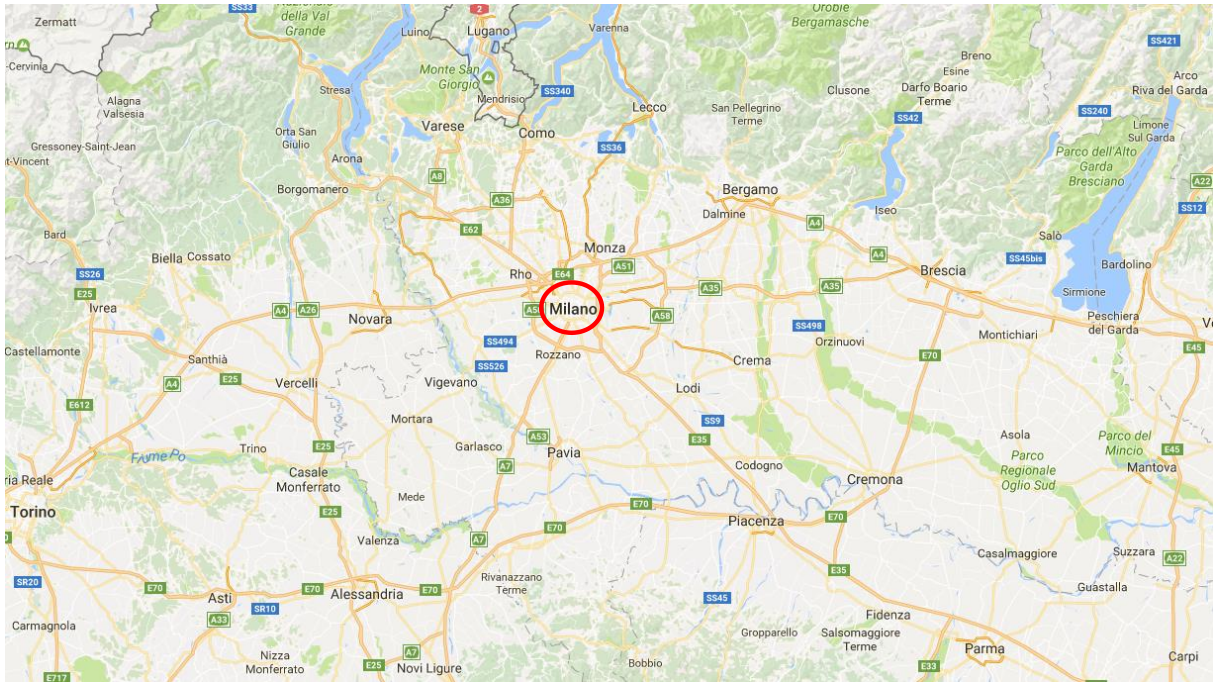 Zermatt
SS33
della Val
Grande
Luino
2
Lugano
Varenna
Orobie
Bergamasche
SS421
Cervinia
Monte San
Giorgio
Breno
Esine
Arco
Riva del Garda
Alagna
Valsesia
Stresa
Mendrisio
SS340
Lecco
San Pellegrino
Terme
Clusone
Darfo Boario
Terme
SS42
SS240
Limone
Sul Garda
Gressoney-Saint-Jean
t-Vincent
Orta San
Giulio
Varese
Como
SS36
Arona
Parco dell'Alto
Garda
Bresciano
A22
Borgomanero
A8
A36
Bergamo
Dalmine
Iseo
SS12
Bard
E62
A4
Salò
Biella
Cossato
Monza
A4
SS45bis
Bardolino
SS26
Rho
E64
A51
Brescia
E25
Ivrea
A35
A35
Sirmione
A4
A26
Novara
Milano
A58
SS498
Peschiera
del Garda
Castellamonte
SS494
Orzinuovi
Montichiari
E45
Santhià
Rozzano
Crema
E70
SS526
A4
E25
Vercelli
Vigevano
Lodi
E612
Mortara
SS9
Asola
Parco del
Mincio
Trino
E25
Garlasco
A53
E35
E45
Fiume Po
Pavia
Parco
Regionale
Oglio Sud
Mantova
Casale
Monferrato
A7
Codogno
Cremona
ria Reale
Mede
Torino
E25
E70
Piacenza
E70
Valenza
A7
E70
Casalmaggiore
Suzzara
A22
SR20
E70
E70
Rivanazzano
Terme
E35
Guastalla
Asti
SR10
Alessandria
E70
SS45
Carmagnola
A33
Fidenza
Gropparello
Salsomaggiore
Terme
Nizza
Monferrato
A7
Parma
Carpi
E717
E25
Novi Ligure
Bobbio
E33